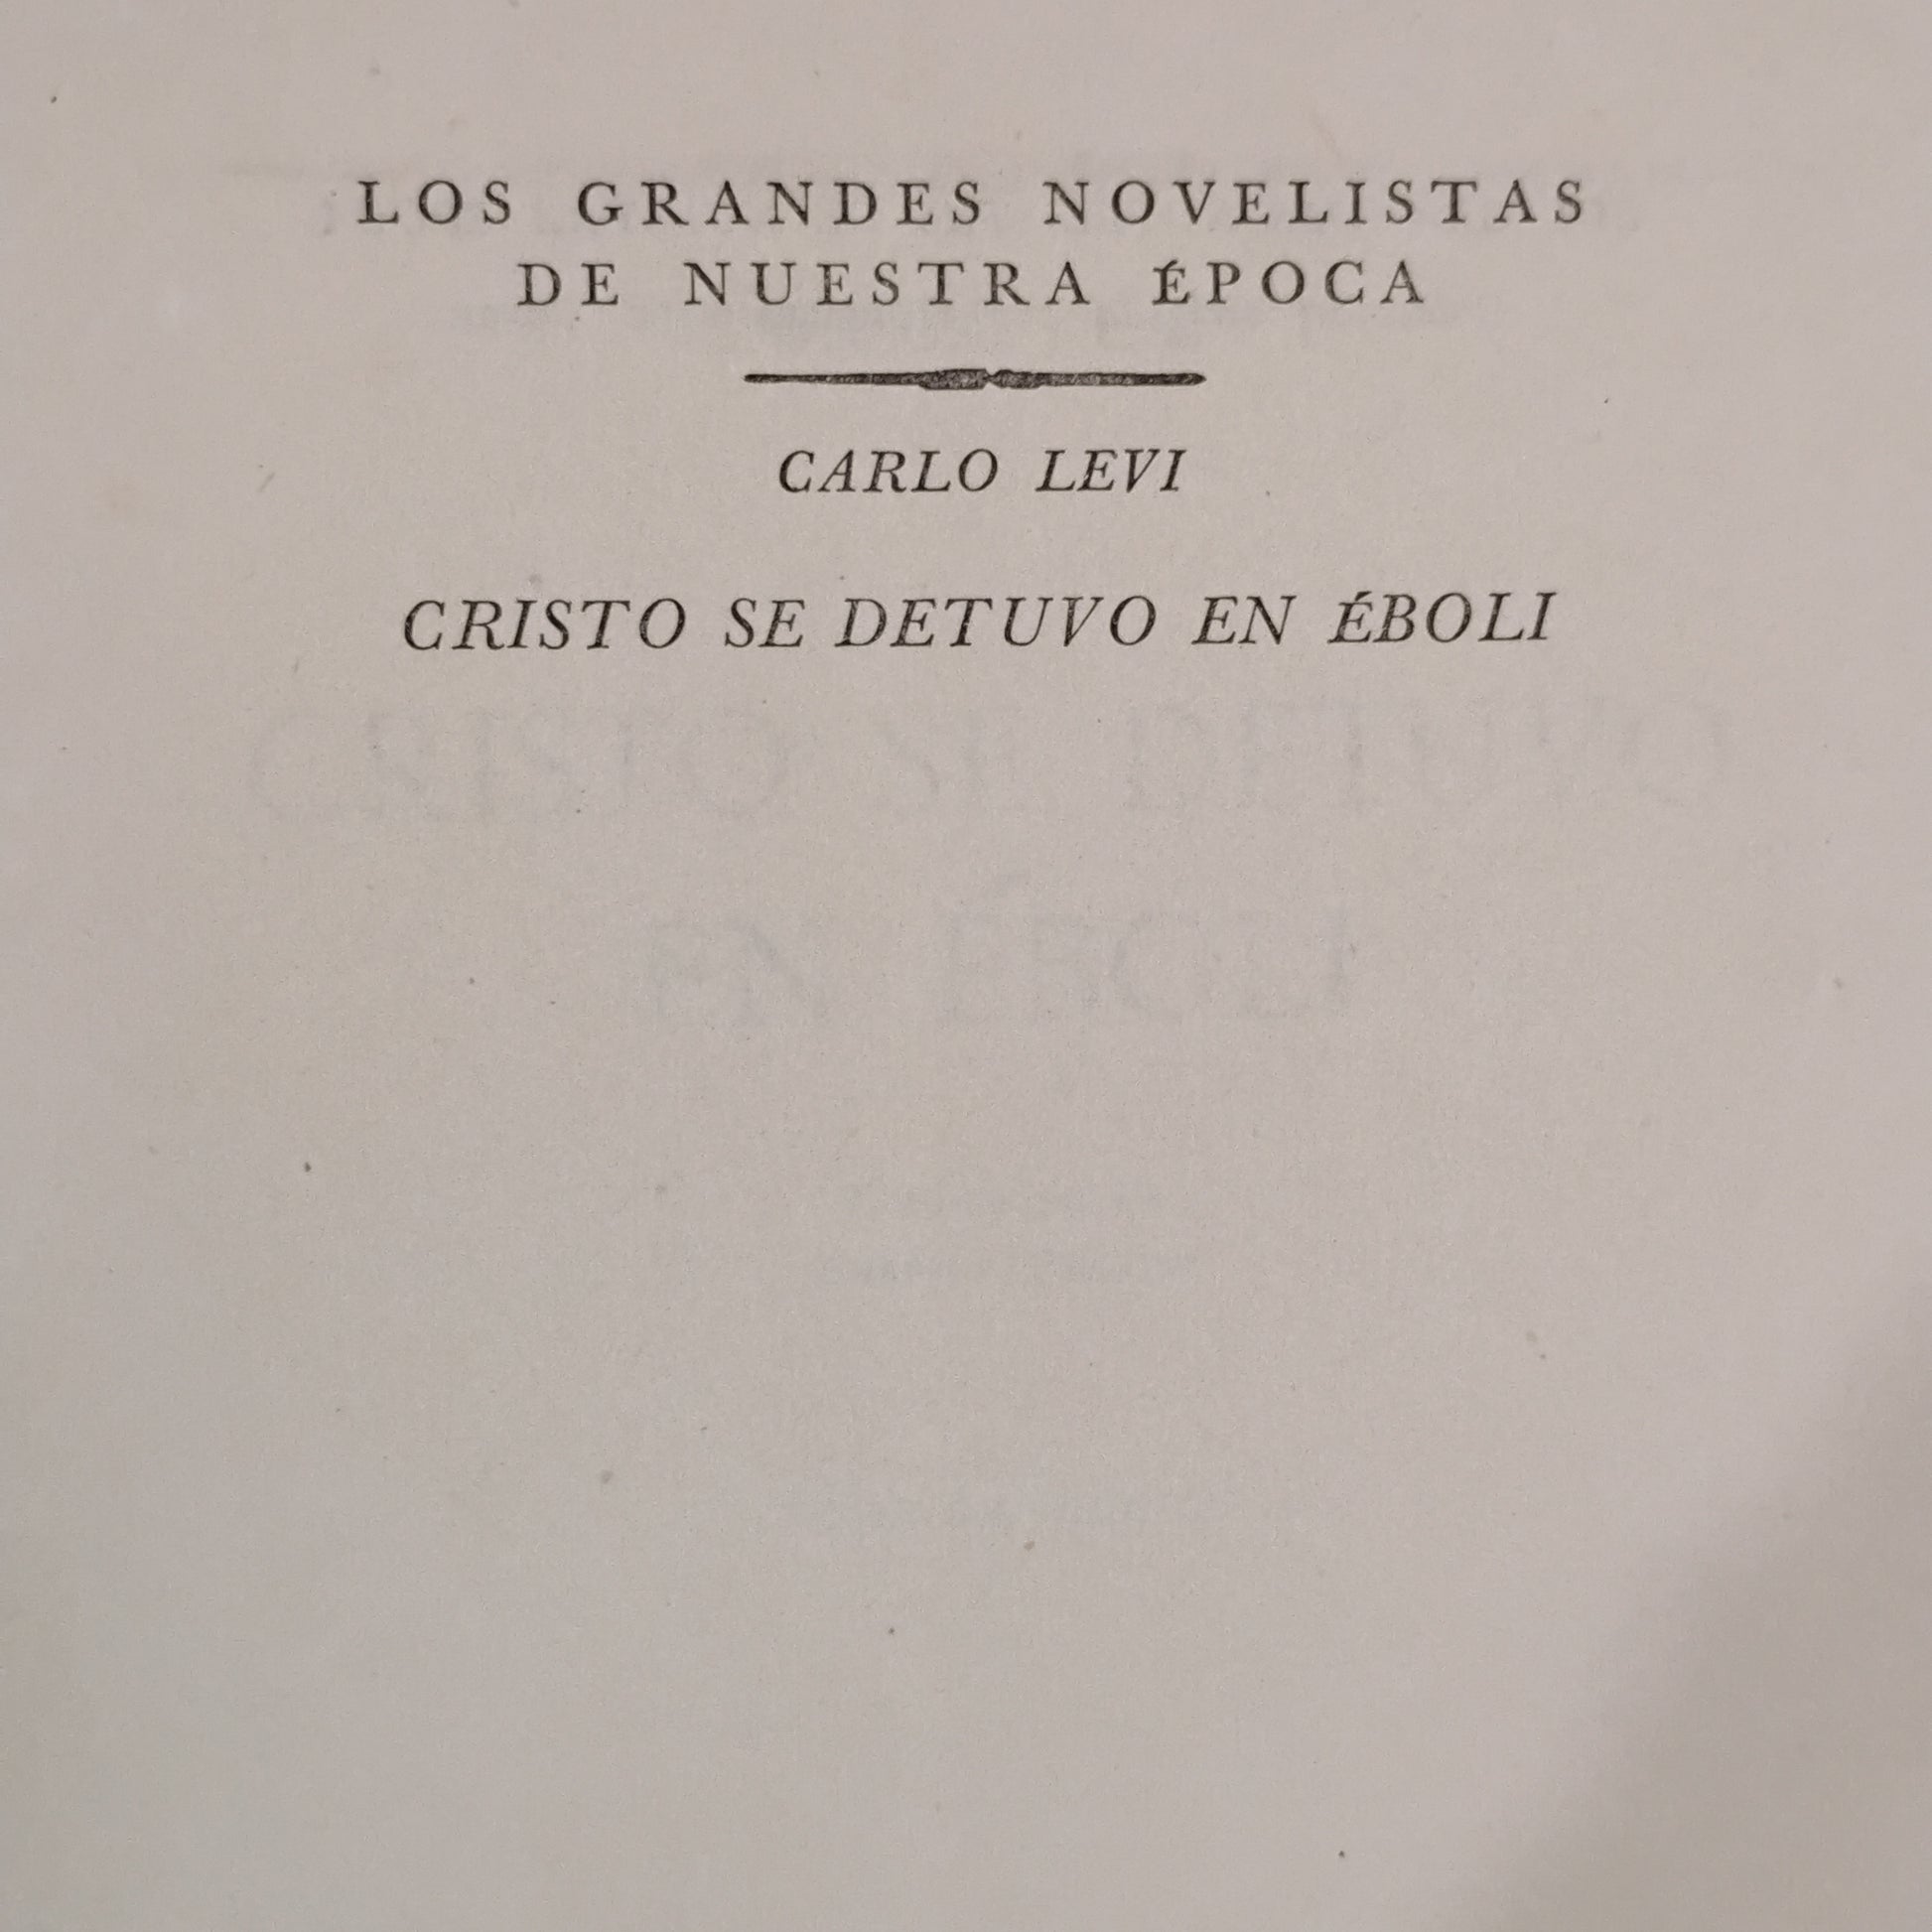 LOS GRANDES NOVELISTAS
DE NUESTRA ÉPOCA
CARLO LEVI
CRISTO SE DETUVO EN ÉBOLI